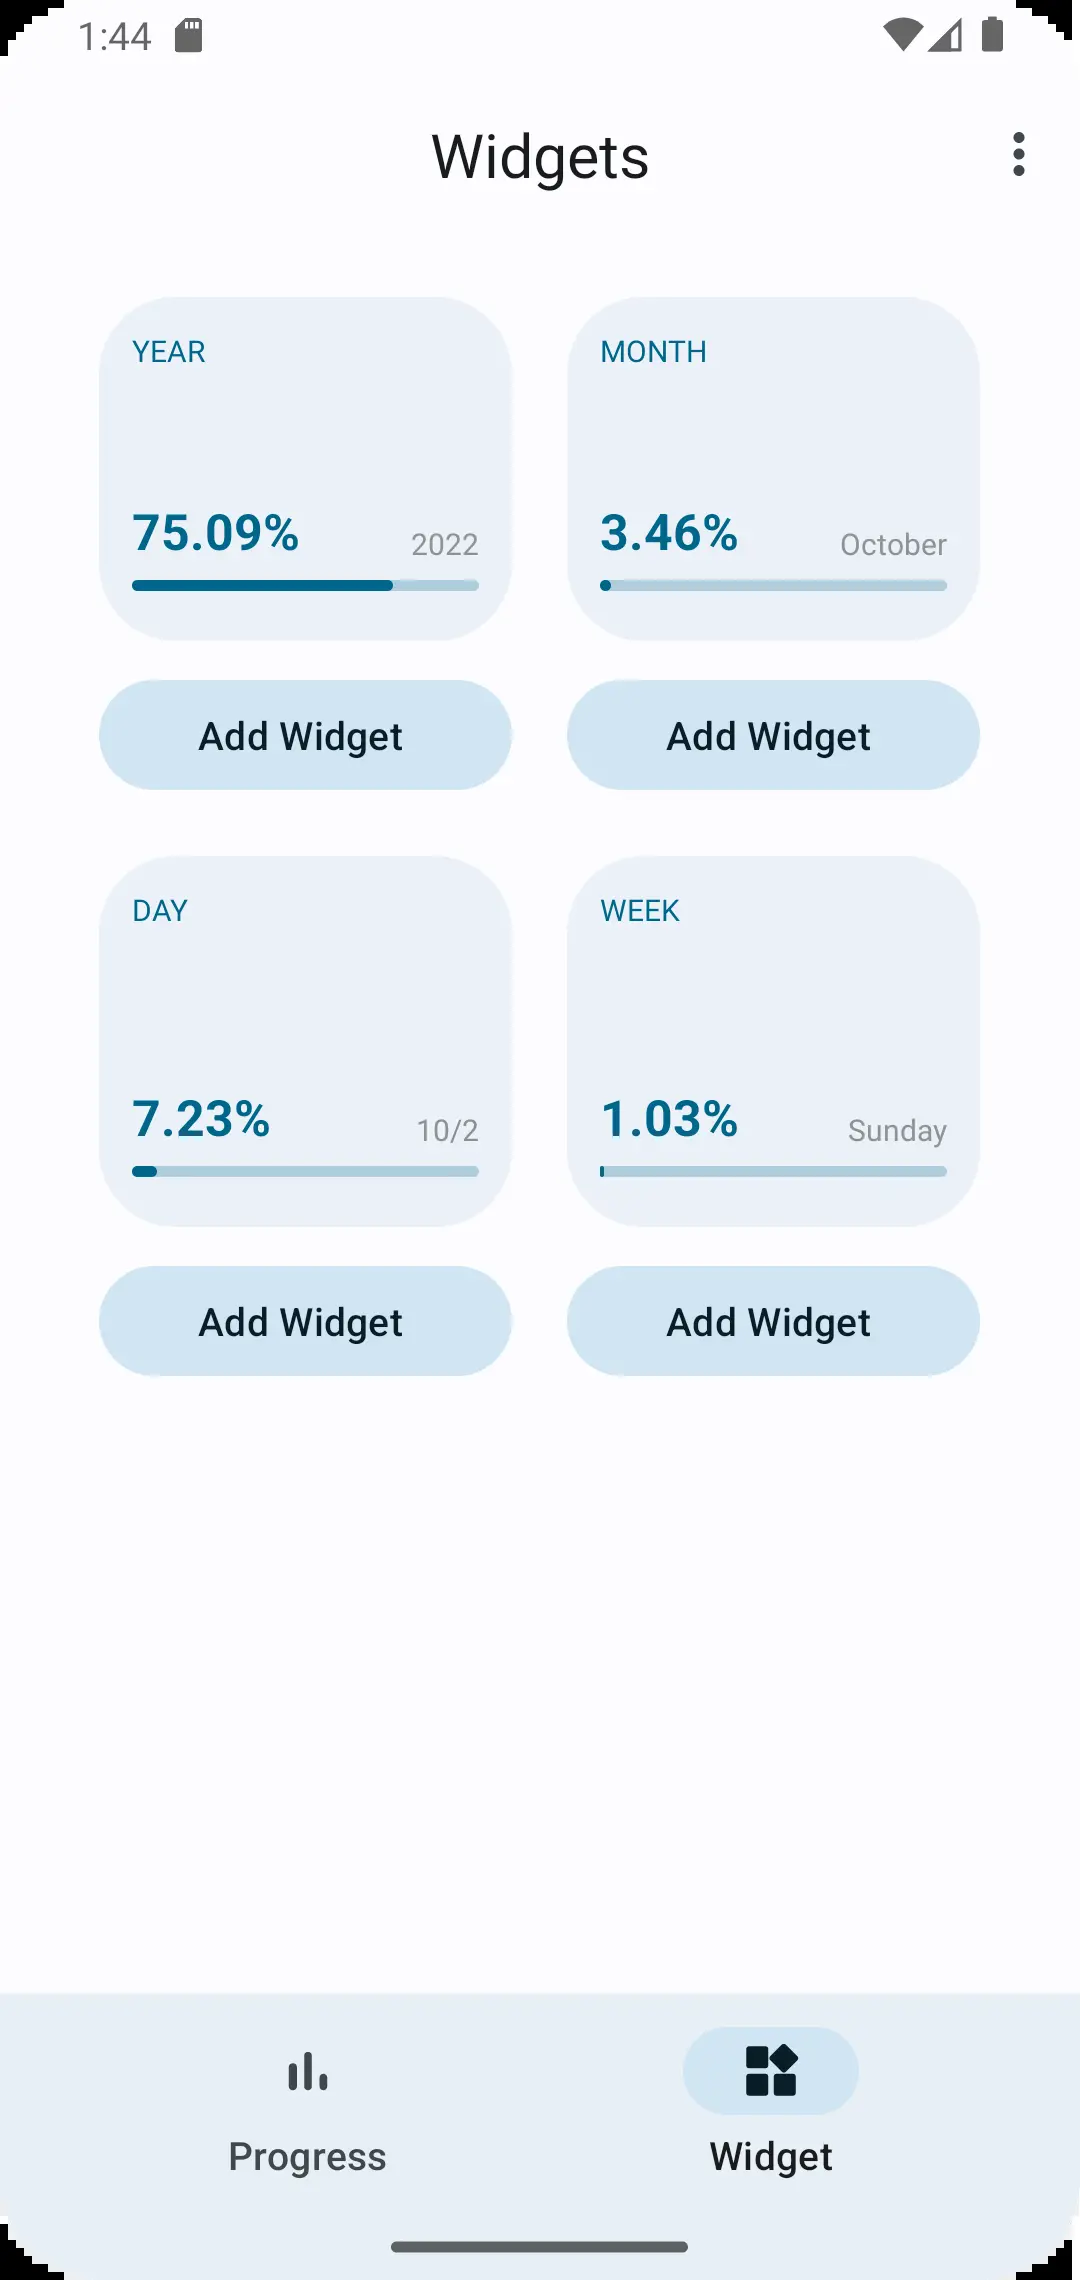 1:44
Widgets
YEAR
75.09%
2022
Add Widget
MONTH
3.46%
October
Add Widget
DAY
7.23%
10/2
Add Widget
WEEK
1.03%
Sunday
Add Widget
Progress
Widget